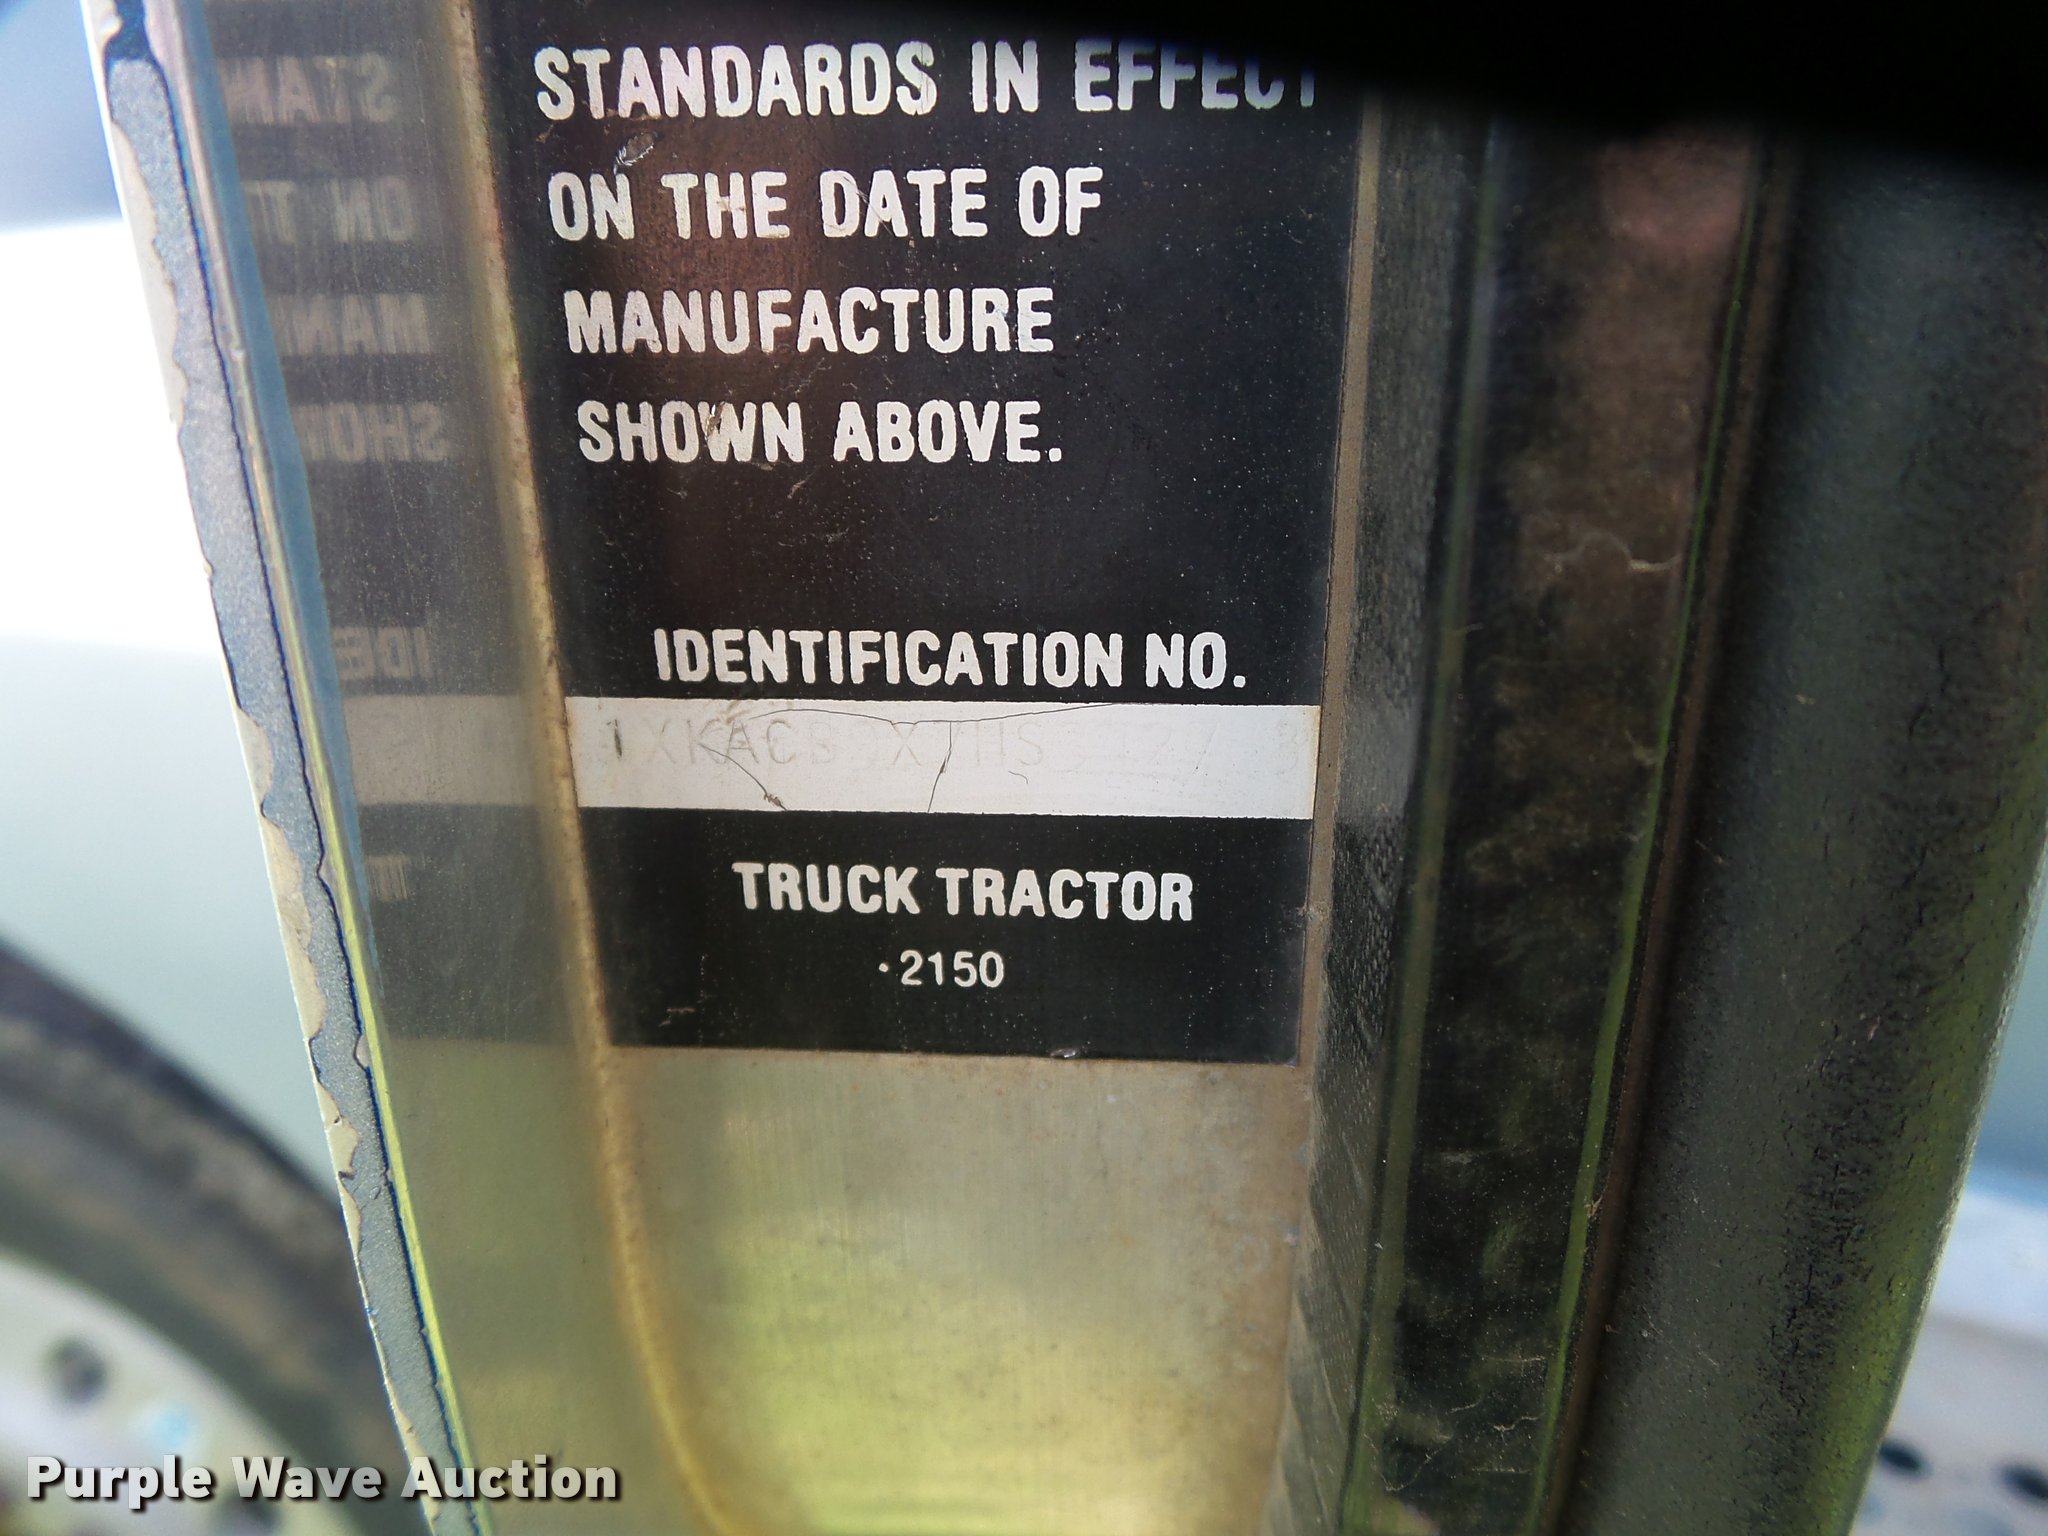 STANDARDS IN EFFECT
ON THE DATE OF
MANUFACTURE
SHOWN ABOVE.
IDENTIFICATION NO.
TRUCK TRACTOR
·2150
Purple Wave Auction